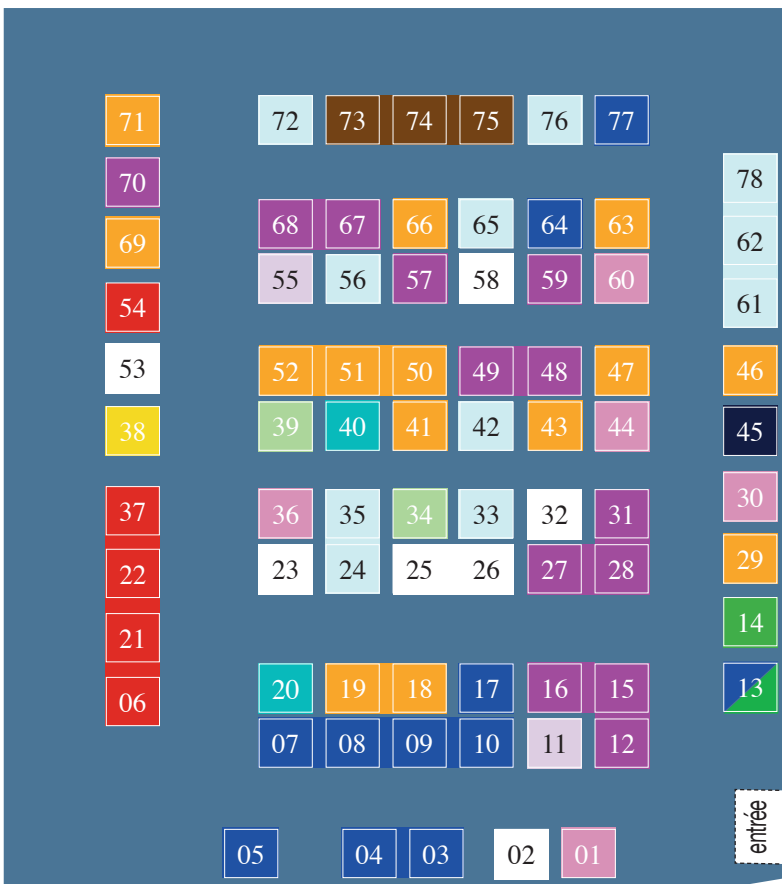 71 72 73 74 75 76 77
70 78
68 67 66 65 64 63
69 62
55 56 57 58 59 60
54 61
53 52 51 50 49 48 47 46
38 39 40 41 42 43 44 45
37 36 35 34 33 32 31 30
22 23 24 25 26 27 28 29
21 14
06 20 19 18 17 16 15 13
07 08 09 10 11 12
entrée
05 04 03 02 01